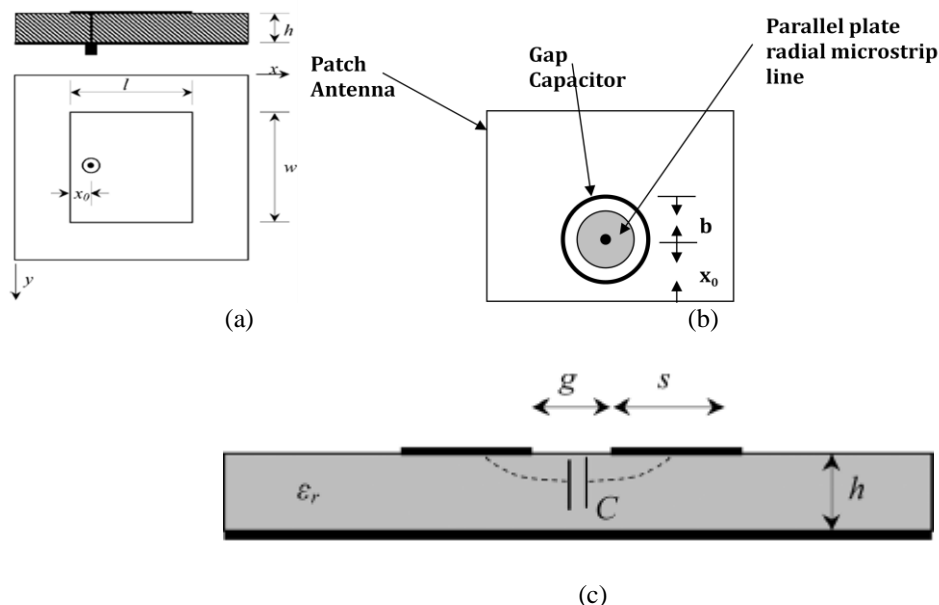 (a)
h
x
l
w
x0
y
Patch
Antenna
Gap
Capacitor
Parallel plate
radial microstrip
line
b
x0
(b)
g
s
εr
C
h
(c)